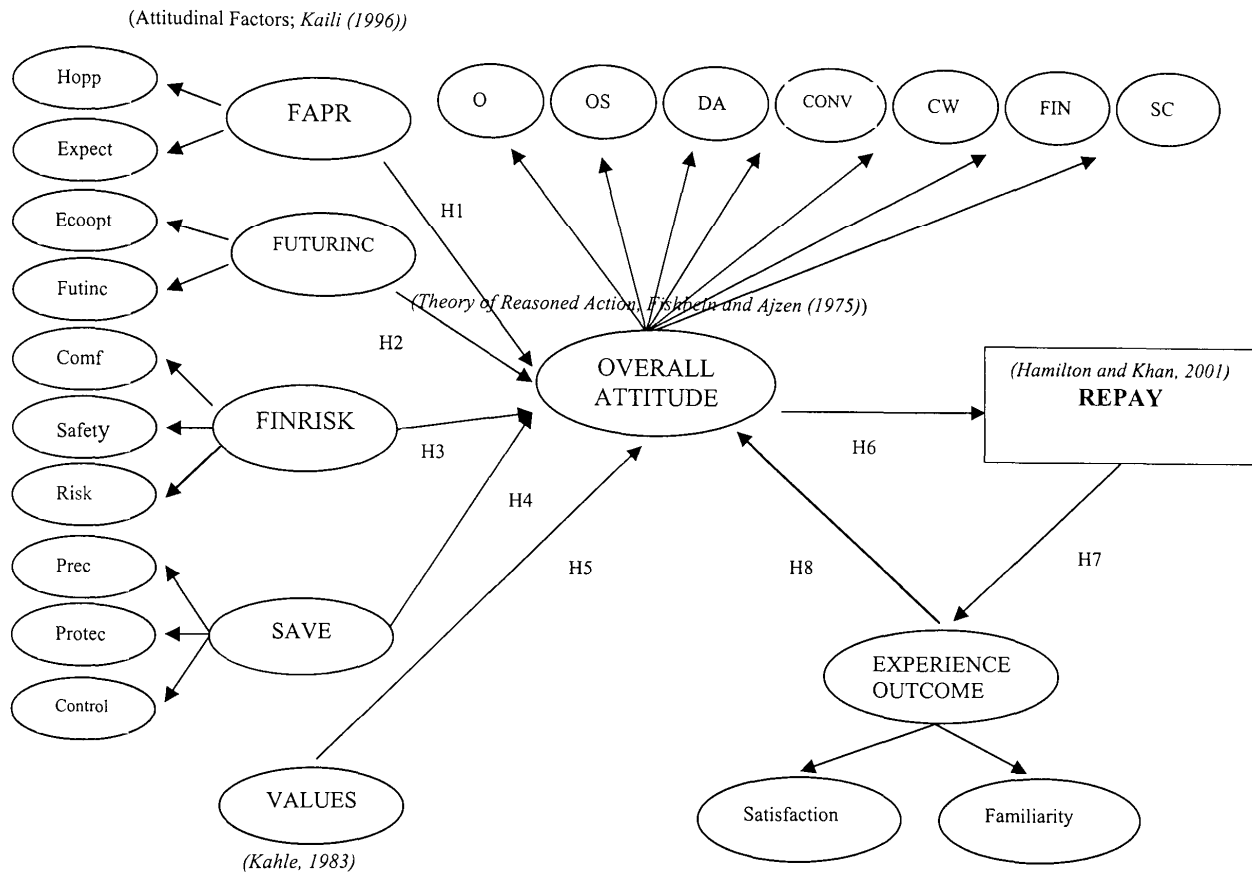 (Attitudinal Factors; Kaili (1996))
Hopp
Expect
FAPR
O
OS
DA
CONV
CW
FIN
SC
Ecoopt
Futinc
FUTURINC
H1
(Theory of Reasoned Action, Fishbein and Ajzen (1975))
H2
Comf
Safety
Risk
FINRISK
H3
OVERALL
ATTITUDE
(Hamilton and Khan, 2001)
REPAY
H6
H4
H5
H8
H7
Prec
Protec
Control
SAVE
EXPERIENCE
OUTCOME
VALUES
(Kahle, 1983)
Satisfaction
Familiarity